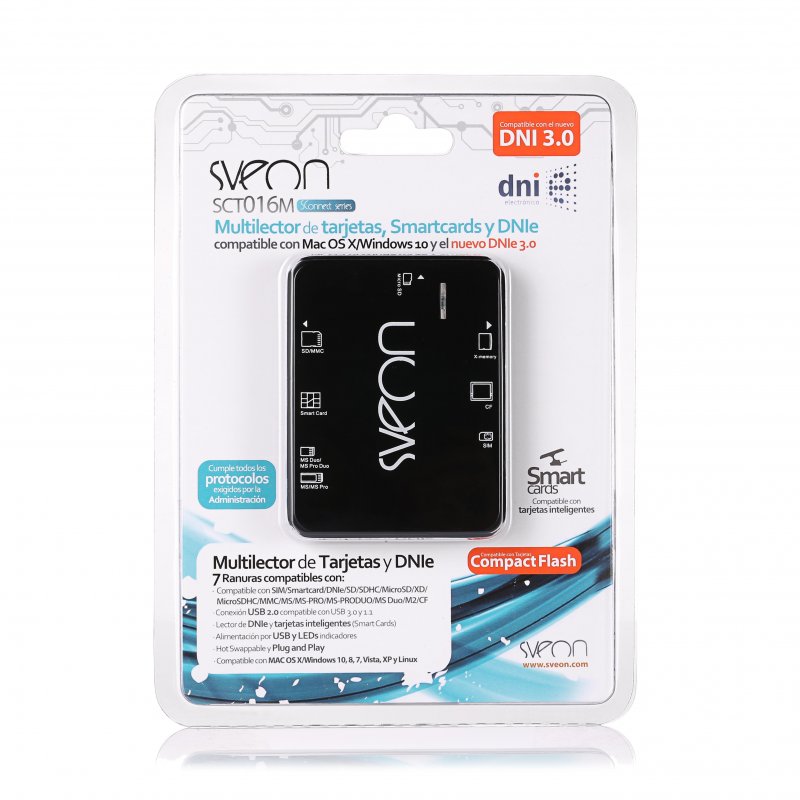 Compatible con el nuevo
DNI 3.0
sveon
SCT016M SConnect series
dni
electrónico
Multilector de tarjetas, Smartcards y DNIe
compatible con Mac OS X/Windows 10 y el nuevo DNIe 3.0
Micro SD
SD/MMC
X-memory
sveon
Smart Card
CF
SIM
MS Duo/
MS Pro Duo
MS/MS Pro
Cumple todos los
protocolos
exigidos por la
Administración
Smart
cards
Compatible con
tarjetas inteligentes
Multilector de Tarjetas y DNIe
7 Ranuras compatibles con:
· Compatible con SIM/Smartcard/DNIe/SD/SDHC/MicroSD/XD/
MicroSDHC/MMC/MS/MS-PRO/MS-PRODUO/MS Duo/M2/CF
· Conexión USB 2.0 compatible con USB 3.0 y 1.1
· Lector de DNIe y tarjetas inteligentes (Smart Cards)
· Alimentación por USB y LEDs indicadores
· Hot Swappable y Plug and Play
· Compatible con MAC OS X/Windows 10, 8, 7, Vista, XP y Linux
Compatible con Tarjetas
Compact Flash
sveon
www.sveon.com